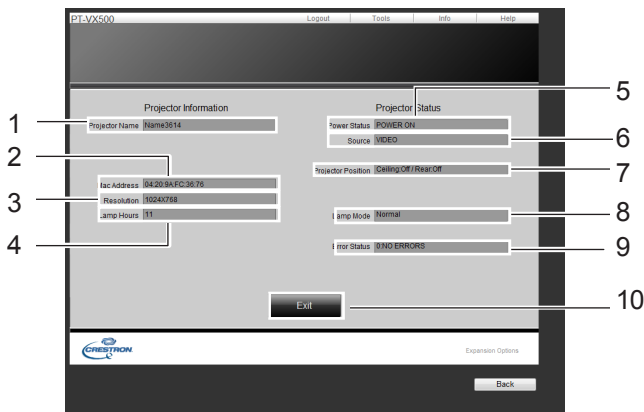 PT-VX500 Logout Tools Info Help
5
Projector Information Projector Status
1 Projector Name Name3614 Power Status POWER ON
6
Source VIDEO
2
7
Projector Position Ceiling:Off / Rear:Off
Mac Address 04:20:9A:FC:36:76
3 Resolution 1024X768
Lamp Hours 11 Lamp Mode Normal 8
4 Error Status 0:NO ERRORS 9
Exit 10
CRESTRON Expansion Options
Back